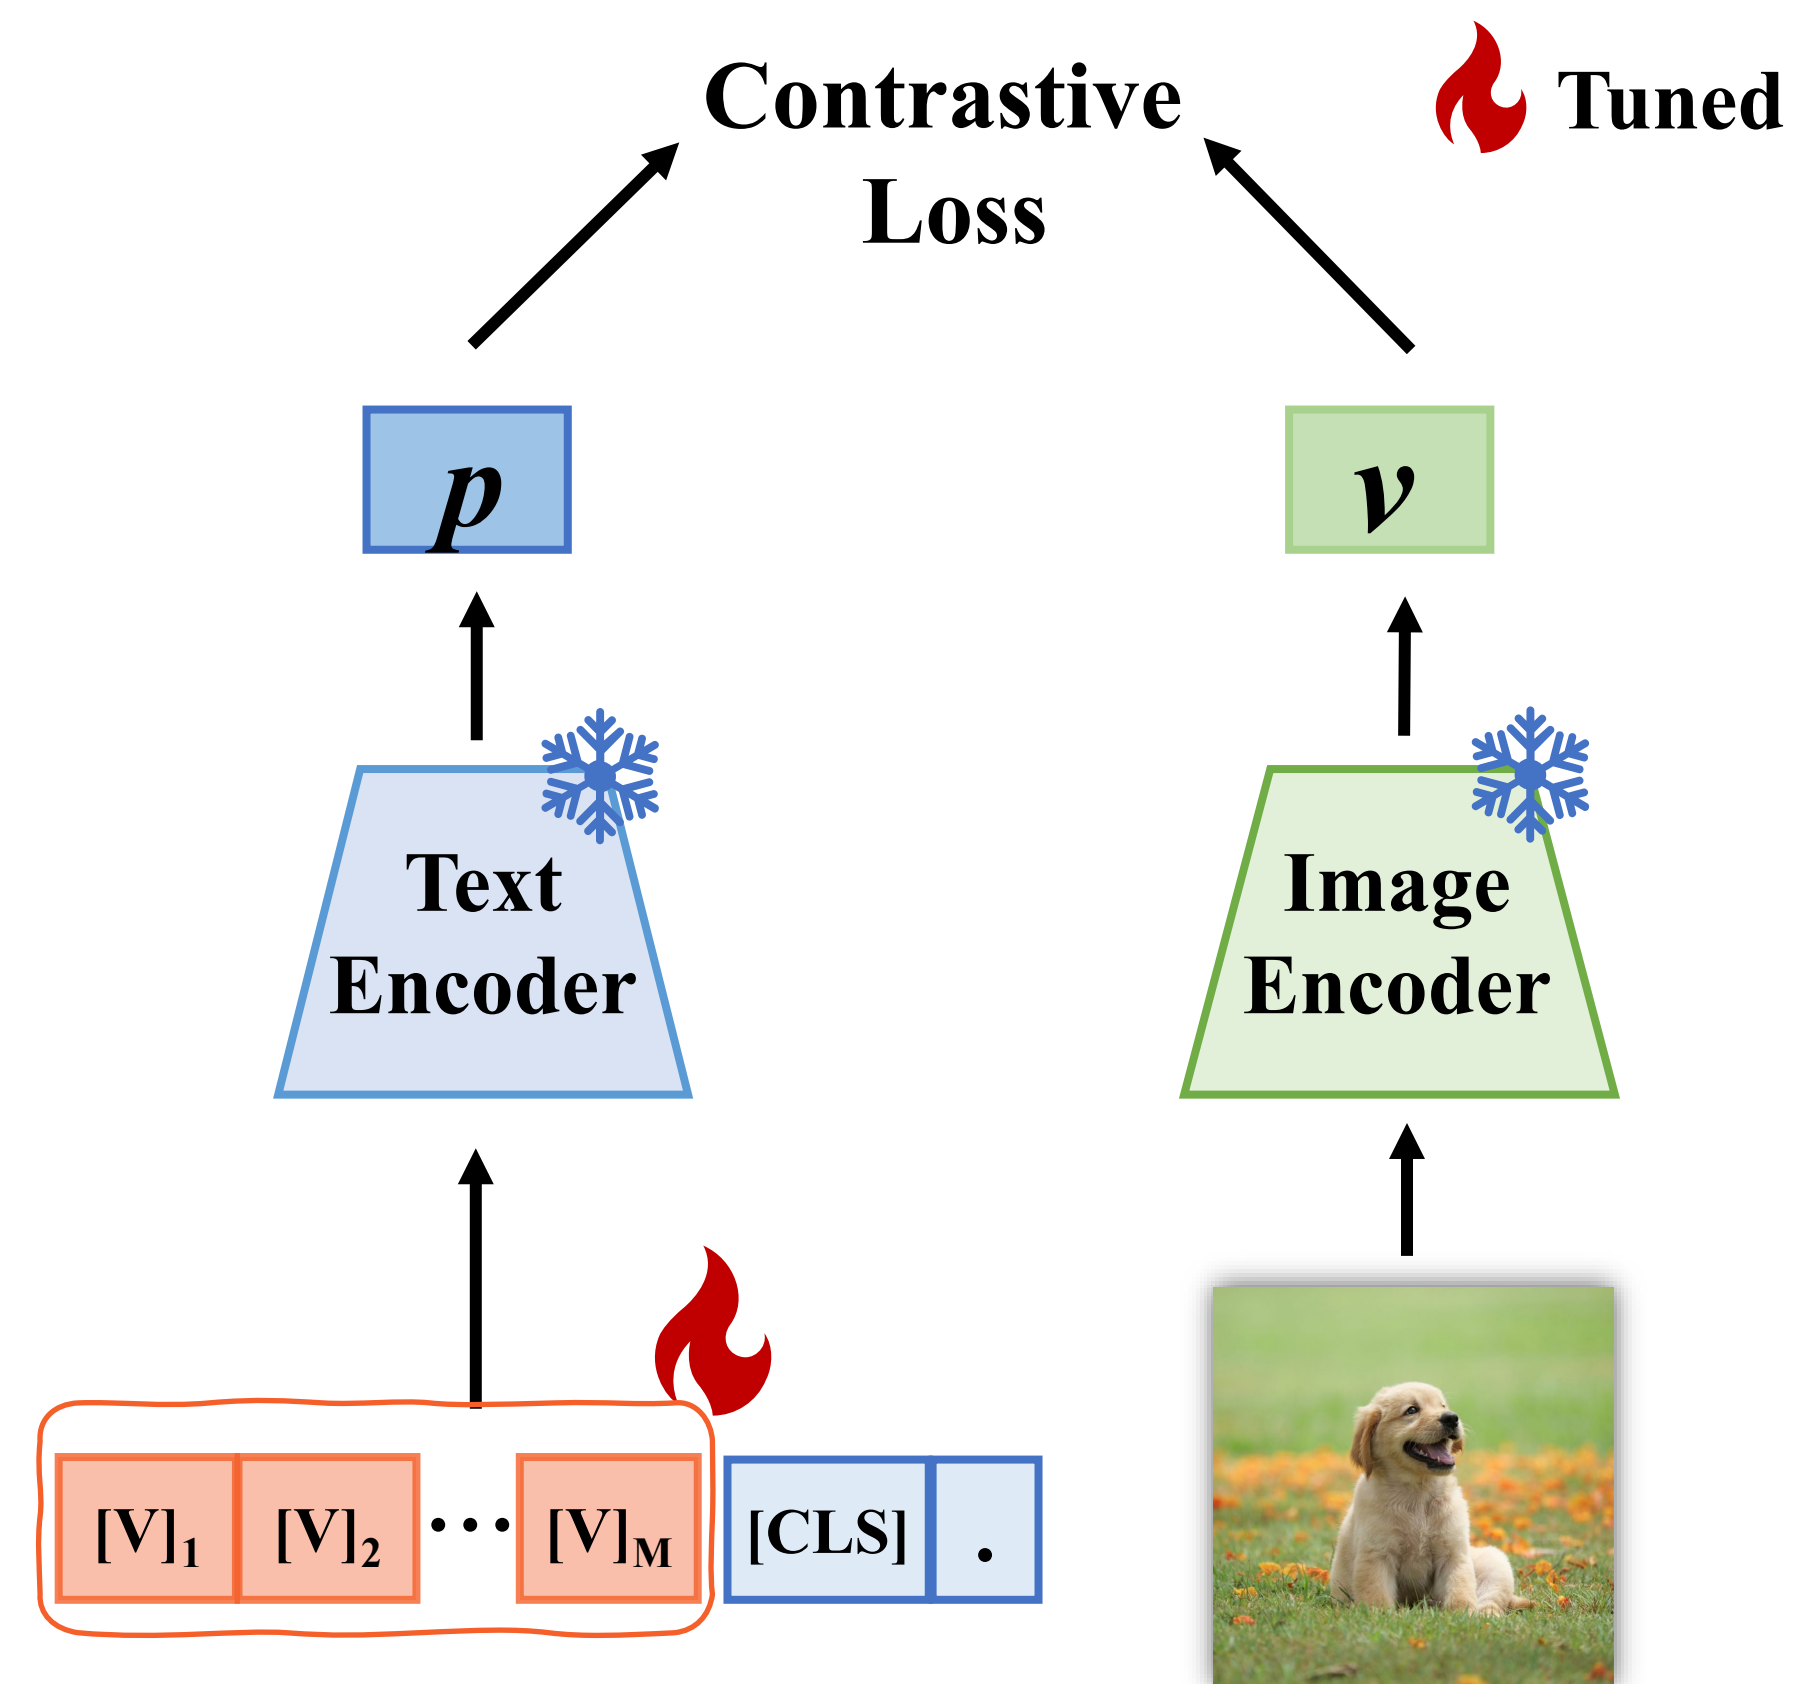 Contrastive
Loss
Tuned
p
v
Text
Encoder
Image
Encoder
[V]1 [V]2 ··· [V]M [CLS] .